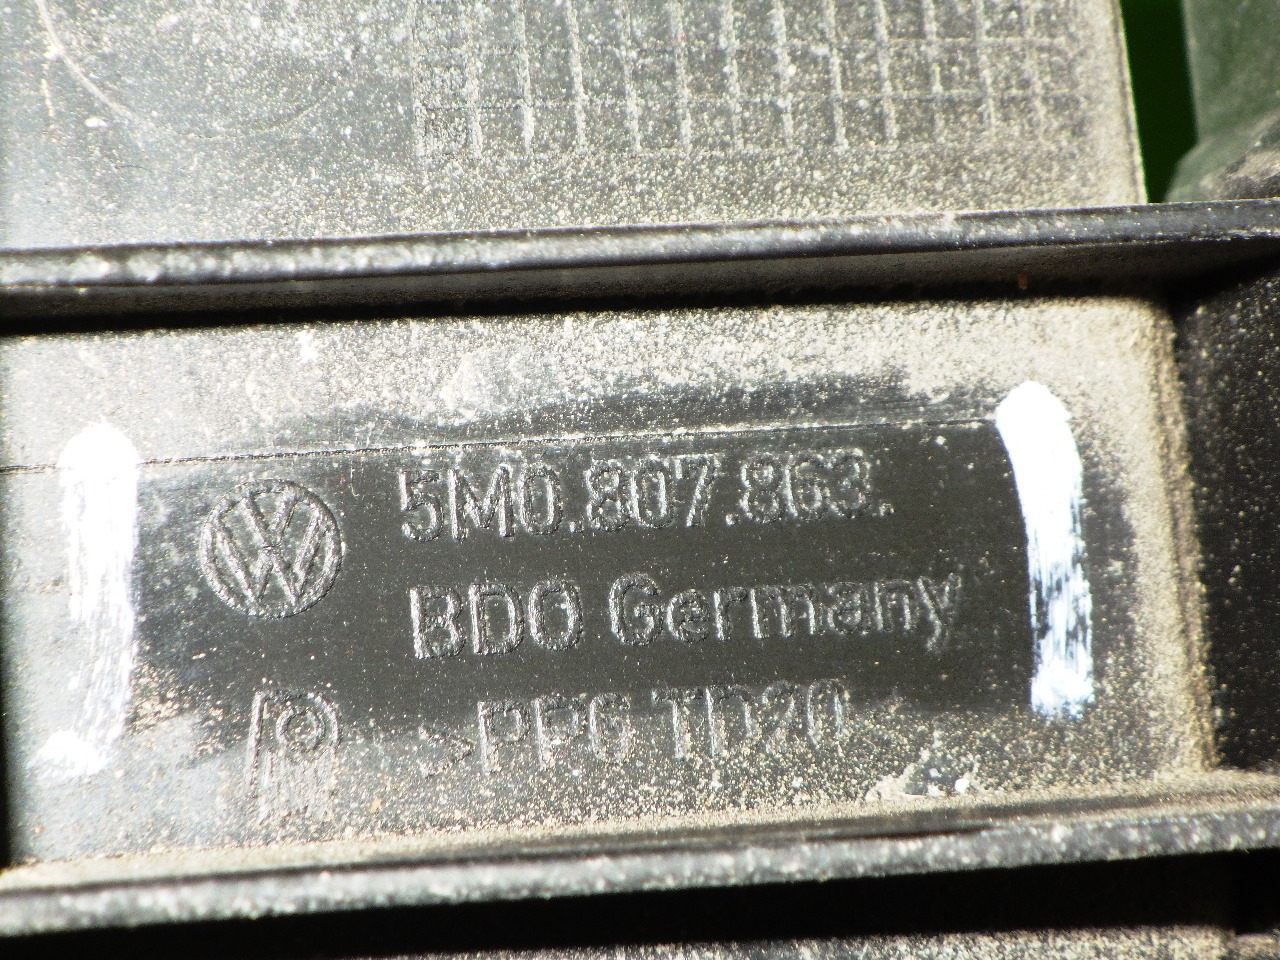 5M0.807.863.
BDO Germany
>PP6 TD20